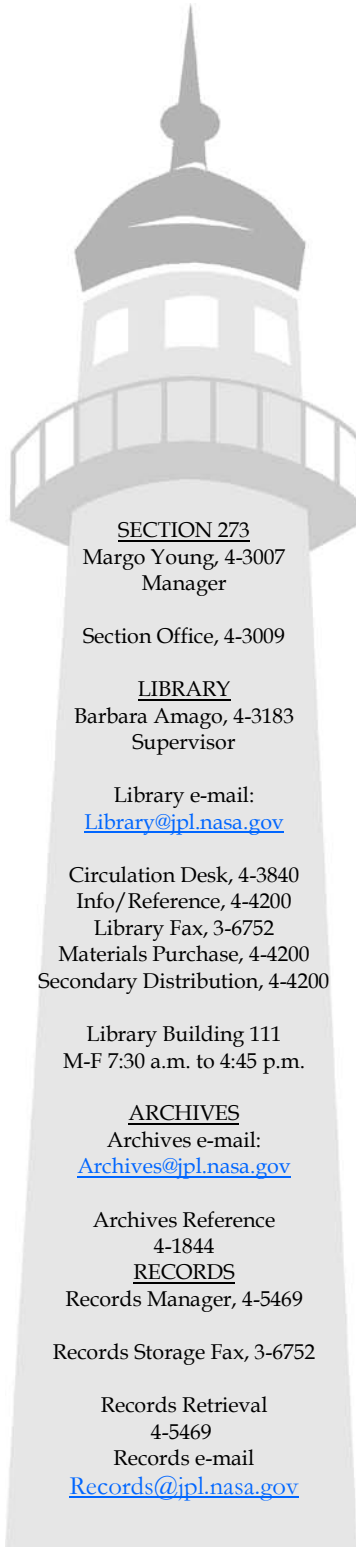 SECTION 273
Margo Young, 4-3007
Manager
Section Office, 4-3009
LIBRARY
Barbara Amago, 4-3183
Supervisor
Library e-mail:
Library@jpl.nasa.gov
Circulation Desk, 4-3840
Info/Reference, 4-4200
Library Fax, 3-6752
Materials Purchase, 4-4200
Secondary Distribution, 4-4200
Library Building 111
M-F 7:30 a.m. to 4:45 p.m.
ARCHIVES
Archives e-mail:
Archives@jpl.nasa.gov
Archives Reference
4-1844
RECORDS
Records Manager, 4-5469
Records Storage Fax, 3-6752
Records Retrieval
4-5469
Records e-mail
Records@jpl.nasa.gov